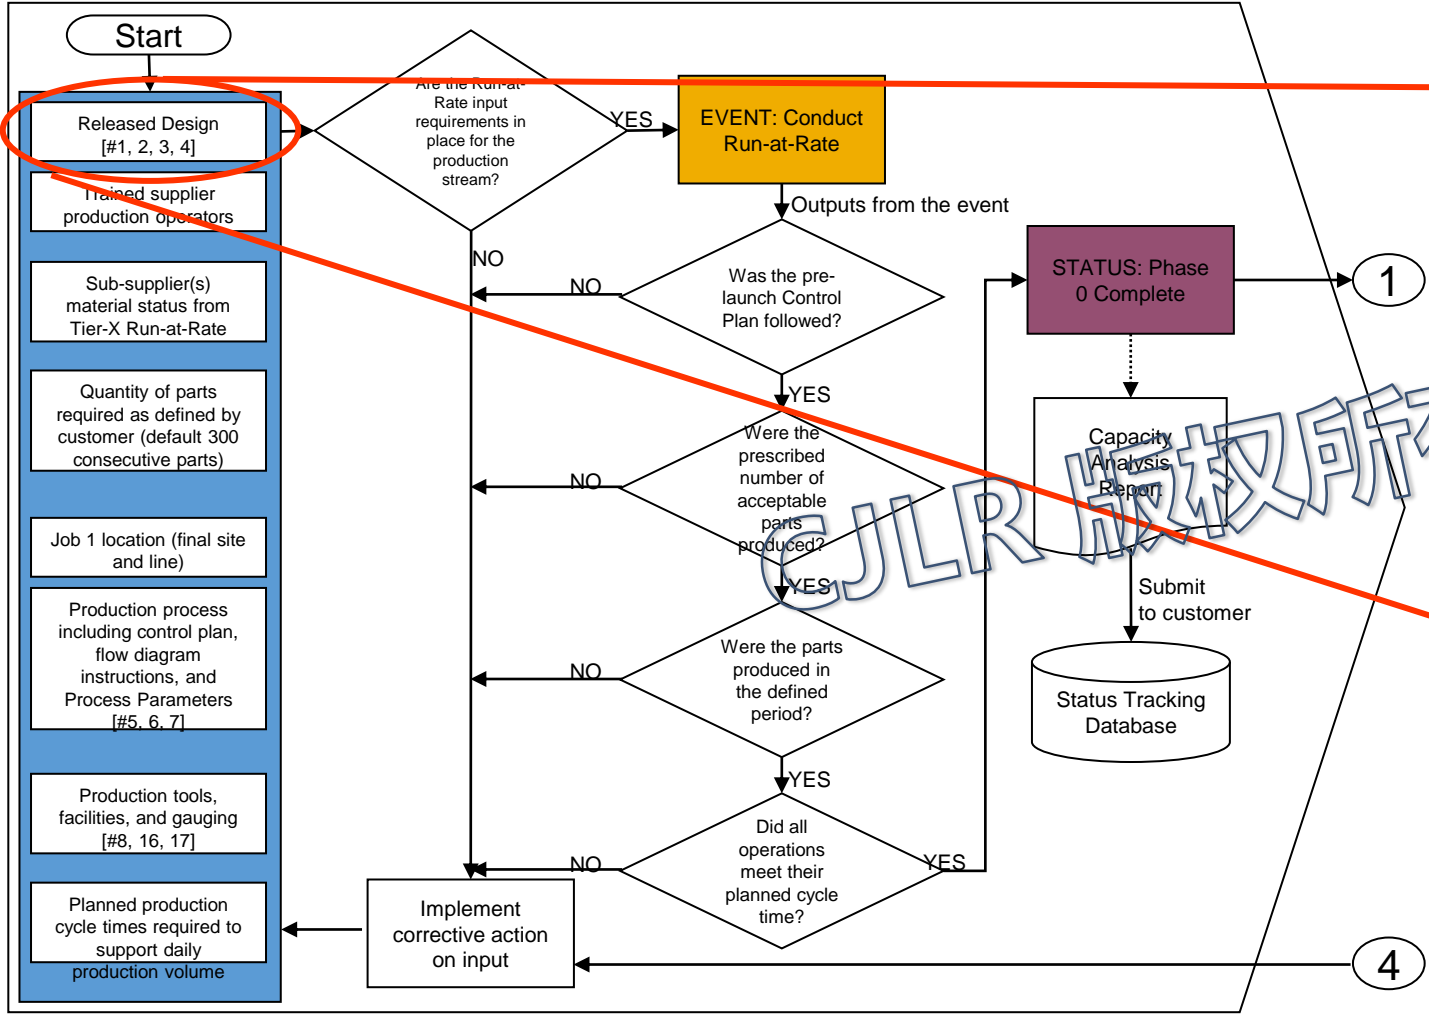 Start
Released Design
[#1, 2, 3, 4]
Trained supplier
production operators
Sub-supplier(s)
material status from
Tier-X Run-at-Rate
Quantity of parts
required as defined by
customer (default 300
consecutive parts)
Job 1 location (final site
and line)
Production process
including control plan,
flow diagram
instructions, and
Process Parameters
[#5, 6, 7]
Production tools,
facilities, and gauging
[#8, 16, 17]
Planned production
cycle times required to
support daily
production volume
Are the Run-at-
Rate input
requirements in
place for the
production
stream?
YES
NO
EVENT: Conduct
Run-at-Rate
Outputs from the event
Was the pre-
launch Control
Plan followed?
NO
YES
Were the
prescribed
number of
acceptable
parts
produced?
NO
YES
Were the parts
produced in
the defined
period?
NO
YES
Did all
operations
meet their
planned cycle
time?
NO
YES
Implement
corrective action
on input
STATUS: Phase
0 Complete
1
Capacity
Analysis
Report
Submit
to customer
Status Tracking
Database
4
CJLR 版权所有